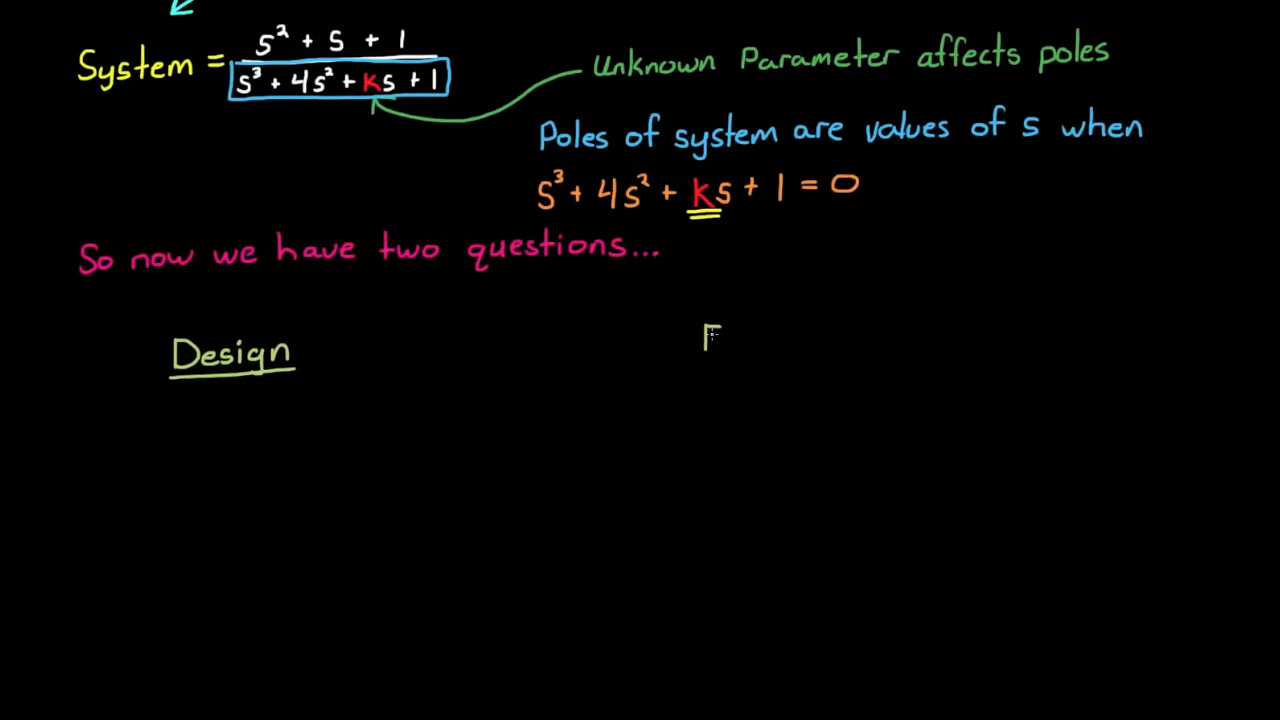 System = s² + s + 1 / s³ + 4s² + ks + 1
Unknown Parameter affects poles
Poles of system are values of s when
s³ + 4s² + ks + 1 = 0
So now we have two questions...
Design
F